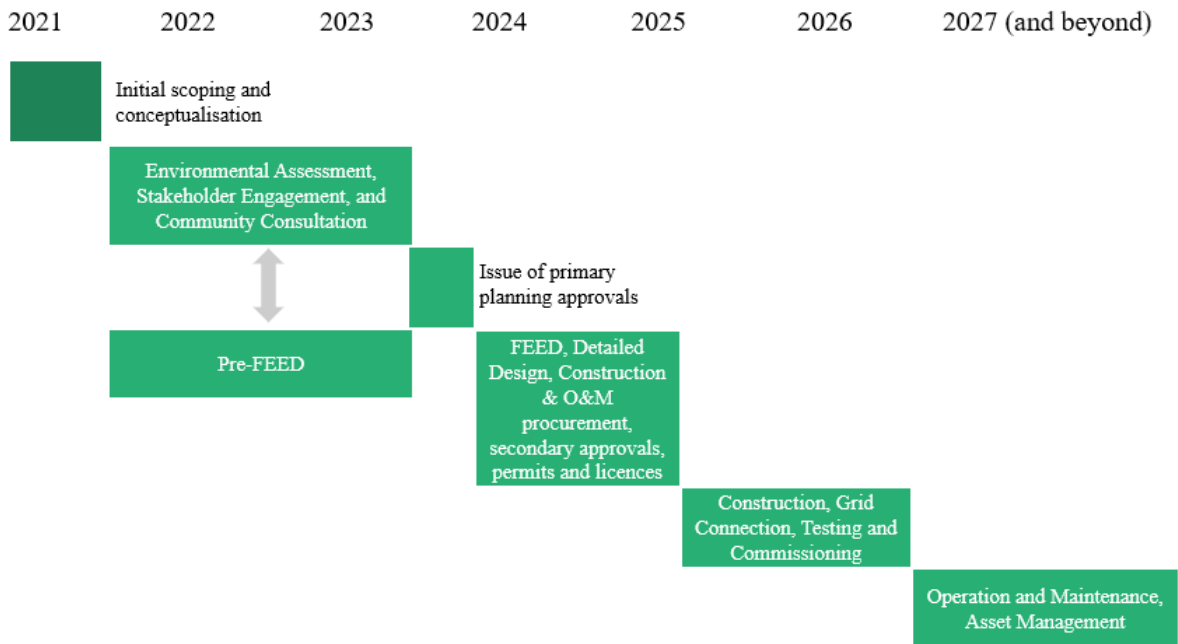 2021 2022 2023 2024 2025 2026 2027 (and beyond)
Initial scoping and
conceptualisation
Environmental Assessment,
Stakeholder Engagement, and
Community Consultation
Issue of primary
planning approvals
Pre-FEED
FEED, Detailed
Design, Construction
& O&M
procurement,
secondary approvals,
permits and licences
Construction, Grid
Connection, Testing and
Commissioning
Operation and Maintenance,
Asset Management